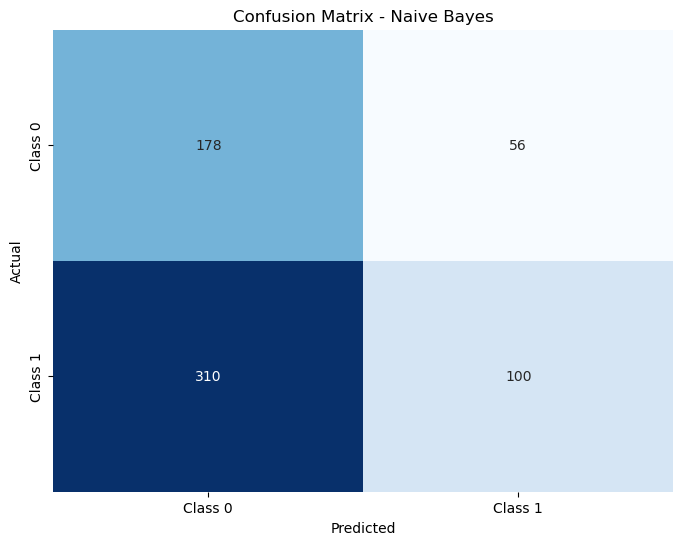 Confusion Matrix - Naive Bayes
Class 0
178
56
Actual
Class 1
310
100
Class 0
Class 1
Predicted